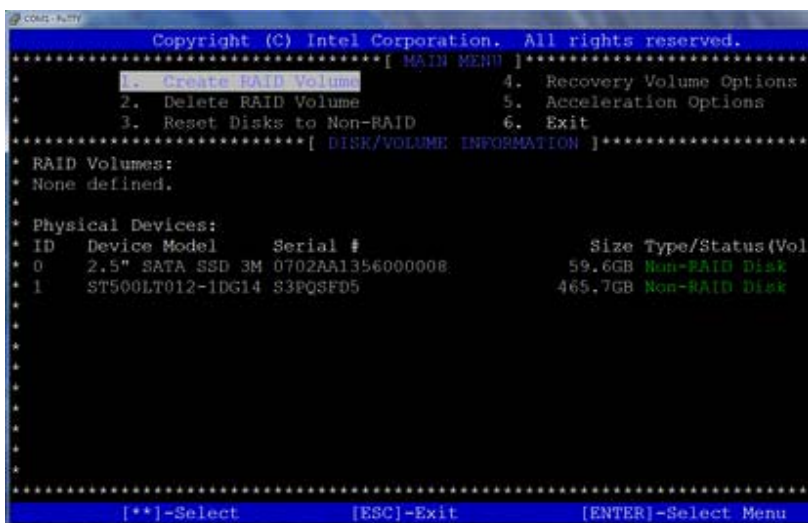 COM1 - PuTTY
Copyright (C) Intel Corporation. All rights reserved.
************************************[ MAIN MENU ]****************************
* 1. Create RAID Volume 4. Recovery Volume Options
* 2. Delete RAID Volume 5. Acceleration Options
* 3. Reset Disks to Non-RAID 6. Exit
****************************[ DISK/VOLUME INFORMATION ]********************
* RAID Volumes:
* None defined.
*
* Physical Devices:
* ID Device Model Serial # Size Type/Status(Vol
* 0 2.5" SATA SSD 3M 0702AA1356000008 59.6GB Non-RAID Disk
* 1 ST500LT012-1DG14 S3PQSFD5 465.7GB Non-RAID Disk
*
*
*
*
*
*
*
*
*****************************************************************************
[**]-Select [ESC]-Exit [ENTER]-Select Menu